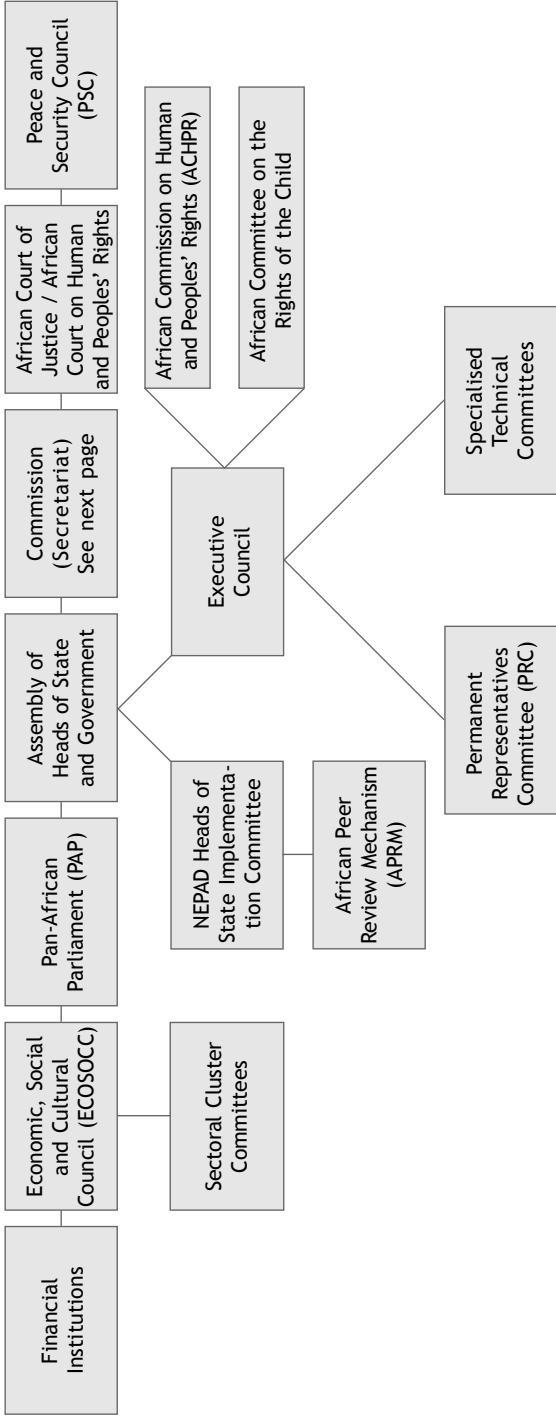 Financial
Institutions
Economic, Social
and Cultural
Council (ECOSOCC)
Pan-African
Parliament (PAP)
Assembly of
Heads of State
and Government
Commission
(Secretariat)
See next page
African Court of
Justice / African
Court on Human
and Peoples’ Rights
Peace and
Security Council
(PSC)
Sectoral Cluster
Committees
NEPAD Heads of
State Implementa-
tion Committee
Executive
Council
African Commission on Human
and Peoples’ Rights (ACHPR)
African Committee on the
Rights of the Child
African Peer
Review Mechanism
(APRM)
Permanent
Representatives
Committee (PRC)
Specialised
Technical
Committees